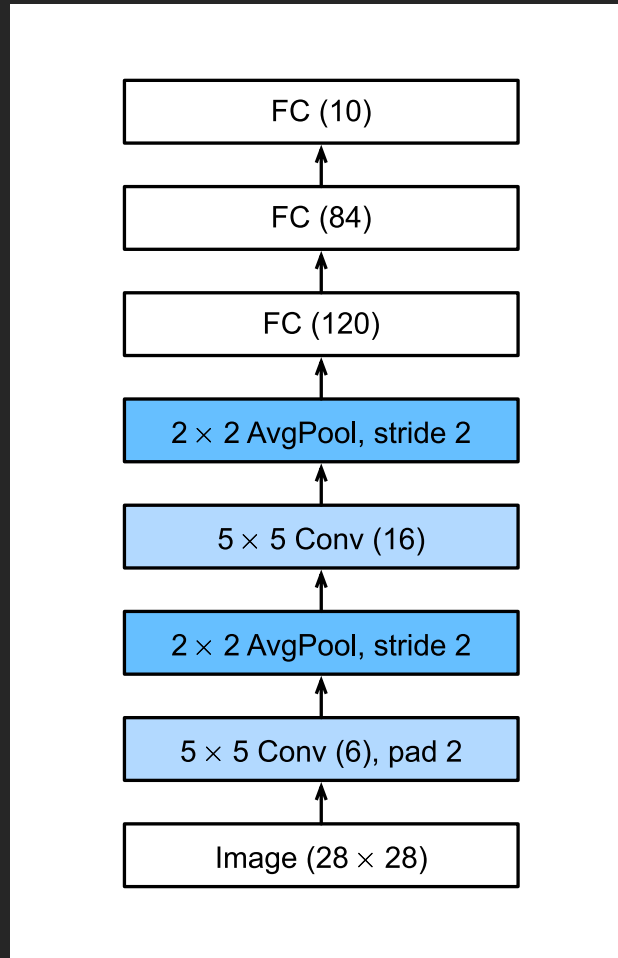 FC (10)
FC (84)
FC (120)
2 × 2 AvgPool, stride 2
5 × 5 Conv (16)
2 × 2 AvgPool, stride 2
5 × 5 Conv (6), pad 2
Image (28 × 28)